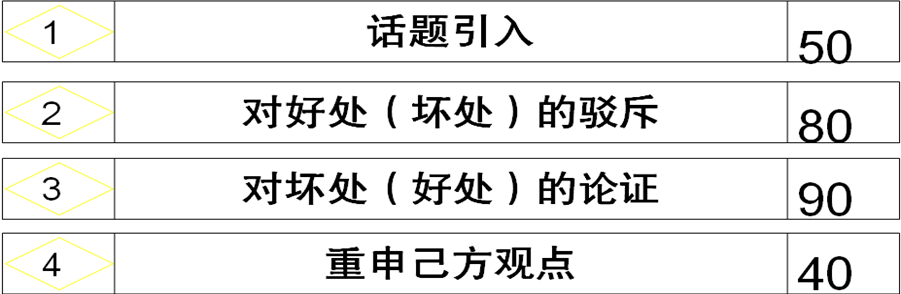 1 话题引入 50
2 对好处（坏处）的驳斥 80
3 对坏处（好处）的论证 90
4 重申己方观点 40